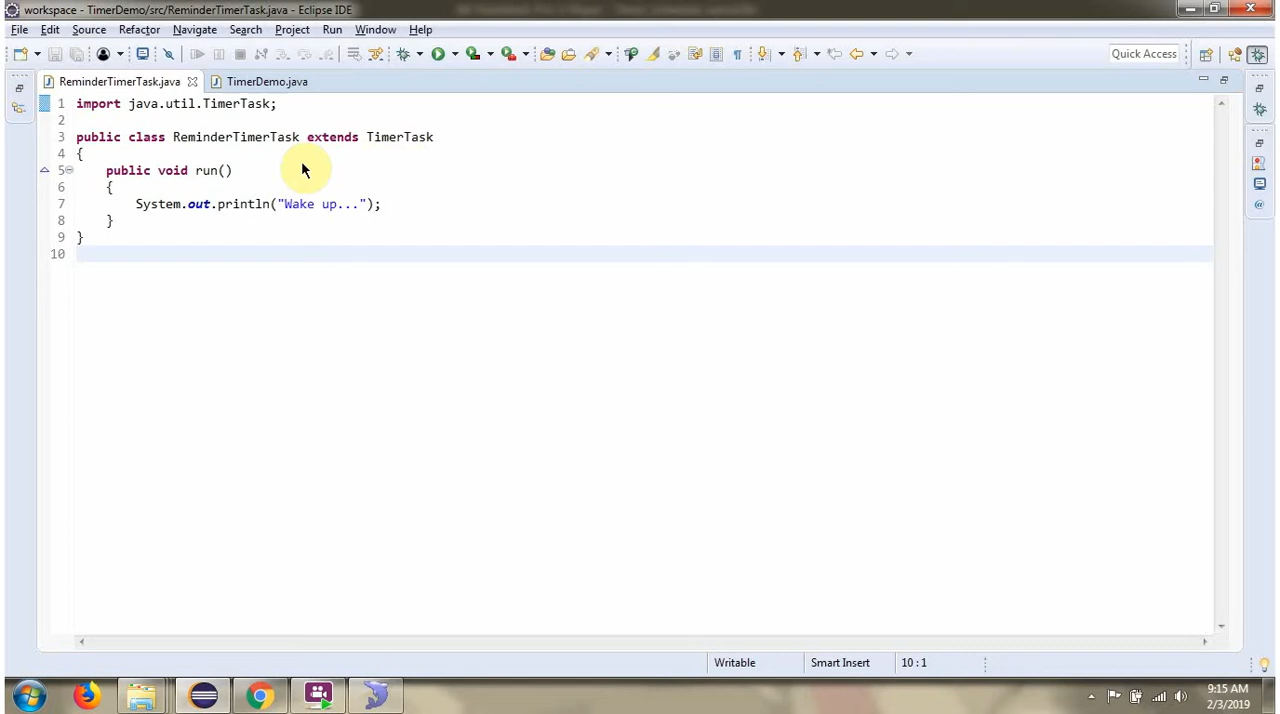 workspace - TimerDemo/src/ReminderTimerTask.java - Eclipse IDE
File Edit Source Refactor Navigate Search Project Run Window Help
Quick Access
ReminderTimerTask.java TimerDemo.java
1 import java.util.TimerTask;
2
3 public class ReminderTimerTask extends TimerTask
4 {
5 public void run()
6 {
7 System.out.println("Wake up...");
8 }
9 }
10
Writable Smart Insert 10 : 1
9:15 AM
2/3/2019